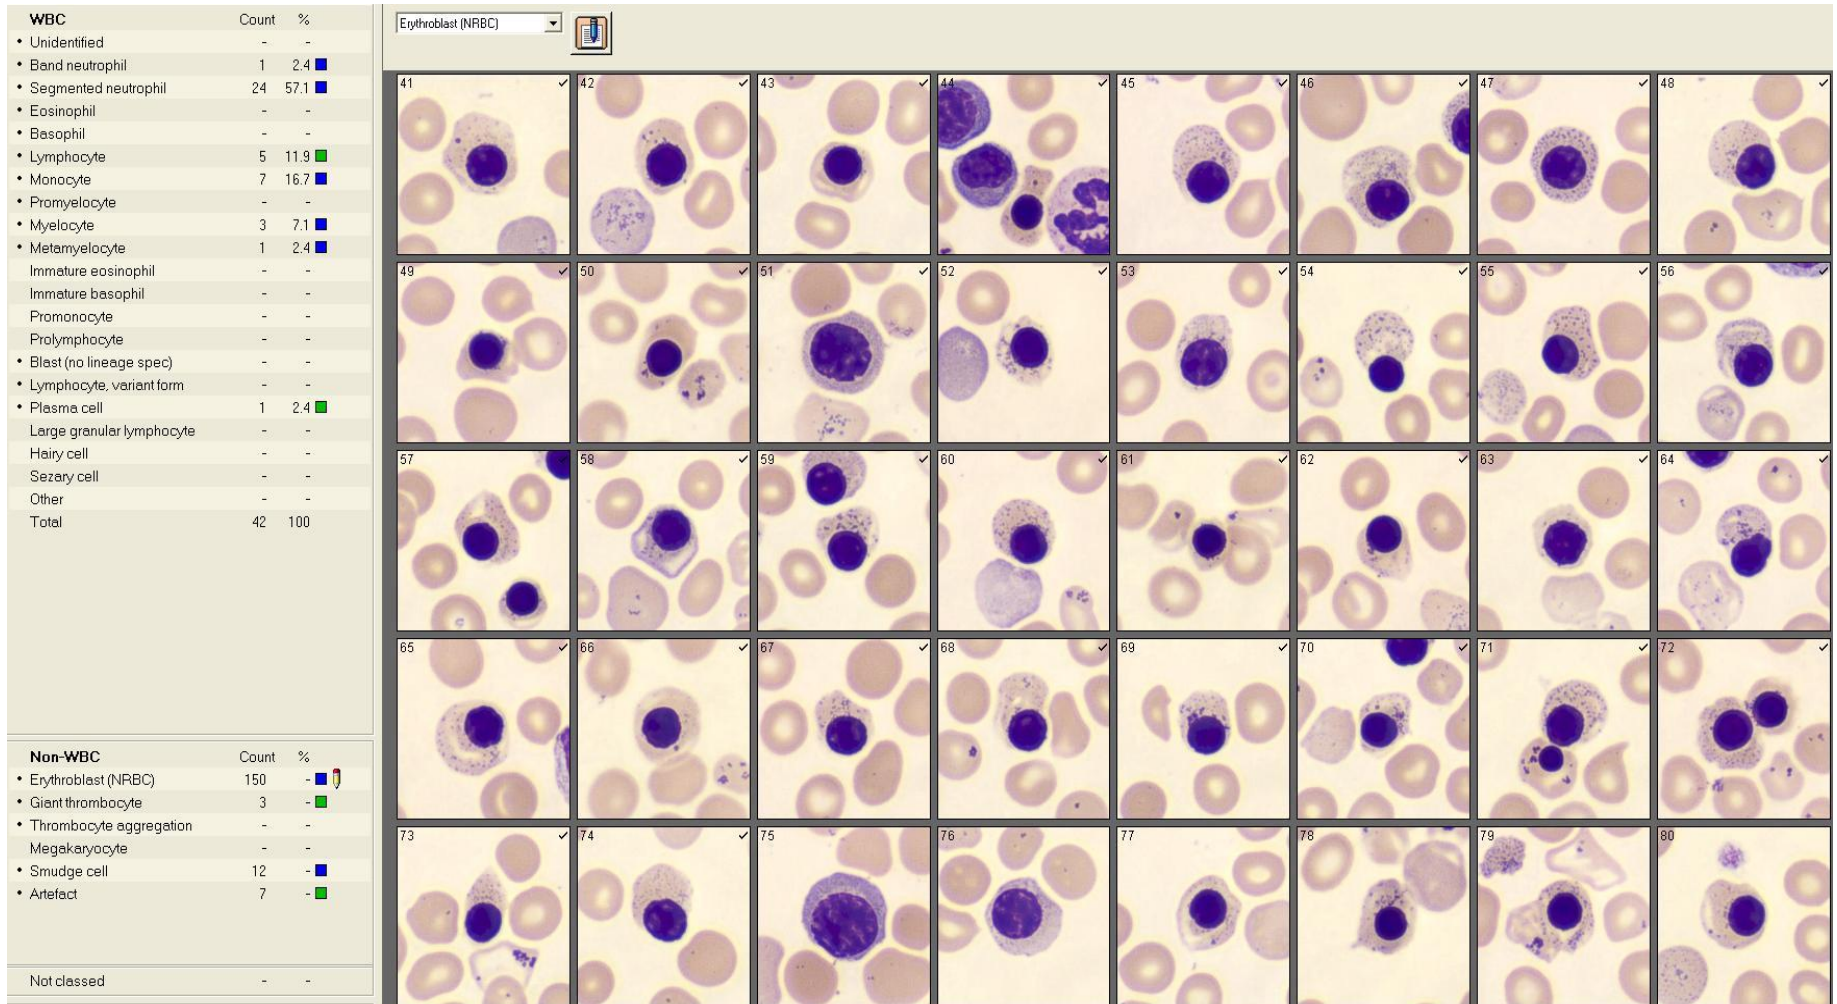 WBC Count %
• Unidentified - -
• Band neutrophil 1 2.4
• Segmented neutrophil 24 57.1
• Eosinophil - -
• Basophil - -
• Lymphocyte 5 11.9
• Monocyte 7 16.7
• Promyelocyte - -
• Myelocyte 3 7.1
• Metamyelocyte 1 2.4
Immature eosinophil - -
Immature basophil - -
Promonocyte - -
Prolymphocyte - -
• Blast (no lineage spec) - -
• Lymphocyte, variant form - -
• Plasma cell 1 2.4
Large granular lymphocyte - -
Hairy cell - -
Sezary cell - -
Other - -
Total 42 100
Non-WBC Count %
• Erythroblast (NRBC) 150 -
• Giant thrombocyte 3 -
• Thrombocyte aggregation - -
Megakaryocyte - -
• Smudge cell 12 -
• Artefact 7 -
Not classed - -
Erythroblast (NRBC)
41 42 43 44 45 46 47 48
49 50 51 52 53 54 55 56
57 58 59 60 61 62 63 64
65 66 67 68 69 70 71 72
73 74 75 76 77 78 79 80